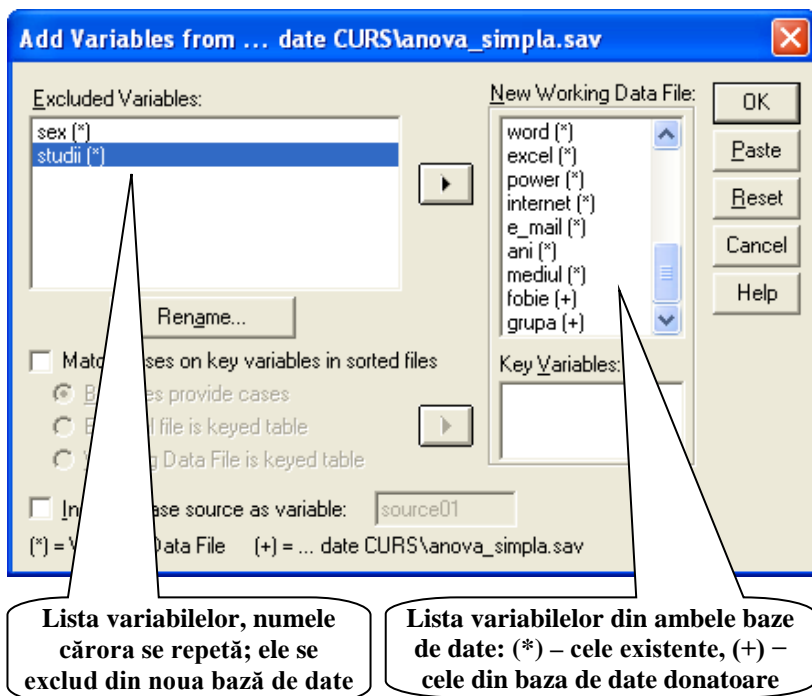 Add Variables from ... date CURS\anova_simpla.sav
Excluded Variables:
sex (*)
studii (*)
Rename...
New Working Data File:
word (*)
excel (*)
power (*)
internet (*)
e_mail (*)
ani (*)
mediul (*)
fobie (+)
grupa (+)
OK
Paste
Reset
Cancel
Help
on key variables in sorted files
provide cases
file is keyed table
Data File is keyed table
Key Variables:
source as variable:
source01
(*) = Data File (+) = ... date CURS\anova_simpla.sav
Lista variabilelor, numele
cărora se repetă; ele se
exclud din noua bază de date
Lista variabilelor din ambele baze
de date: (*) – cele existente, (+) –
cele din baza de date donatoare